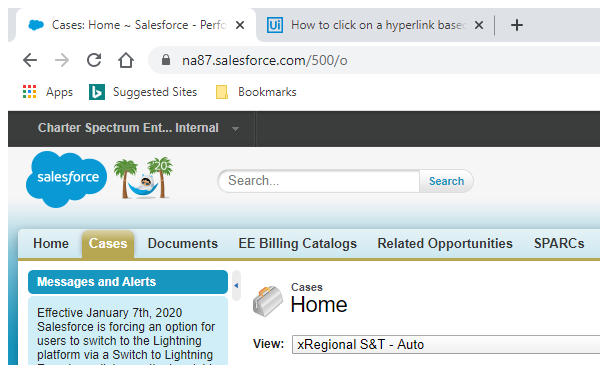 Cases: Home ~ Salesforce - Perfo
How to click on a hyperlink based
na87.salesforce.com/500/o
Apps Suggested Sites Bookmarks
Charter Spectrum Ent... Internal
salesforce
20
Search... Search
Home Cases Documents EE Billing Catalogs Related Opportunities SPARCs
Messages and Alerts
Effective January 7th, 2020
Salesforce is forcing an option for
users to switch to the Lightning
platform via a Switch to Lightning
Cases
Home
View: xRegional S&T - Auto